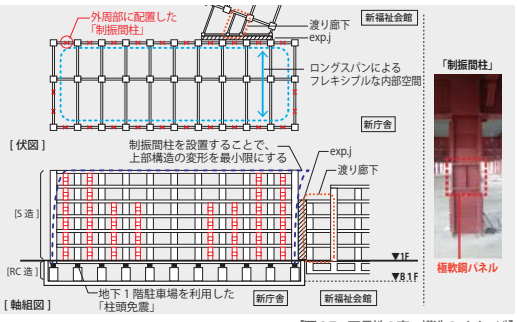 外周部に配置した
「制振間柱」
渡り廊下
exp.j
新福祉会館
ロングスパンによる
フレキシブルな内部空間
新庁舎
[ 伏図 ]
制振間柱を設置することで、
上部構造の変形を最小限にする
exp.j
渡り廊下
[S 造 ]
[RC 造 ]
▼1F
▼B1F
地下 1 階駐車場を利用した
「柱頭免震」
新庁舎
新福祉会館
[ 軸組図 ]
「制振間柱」
極軟鋼パネル